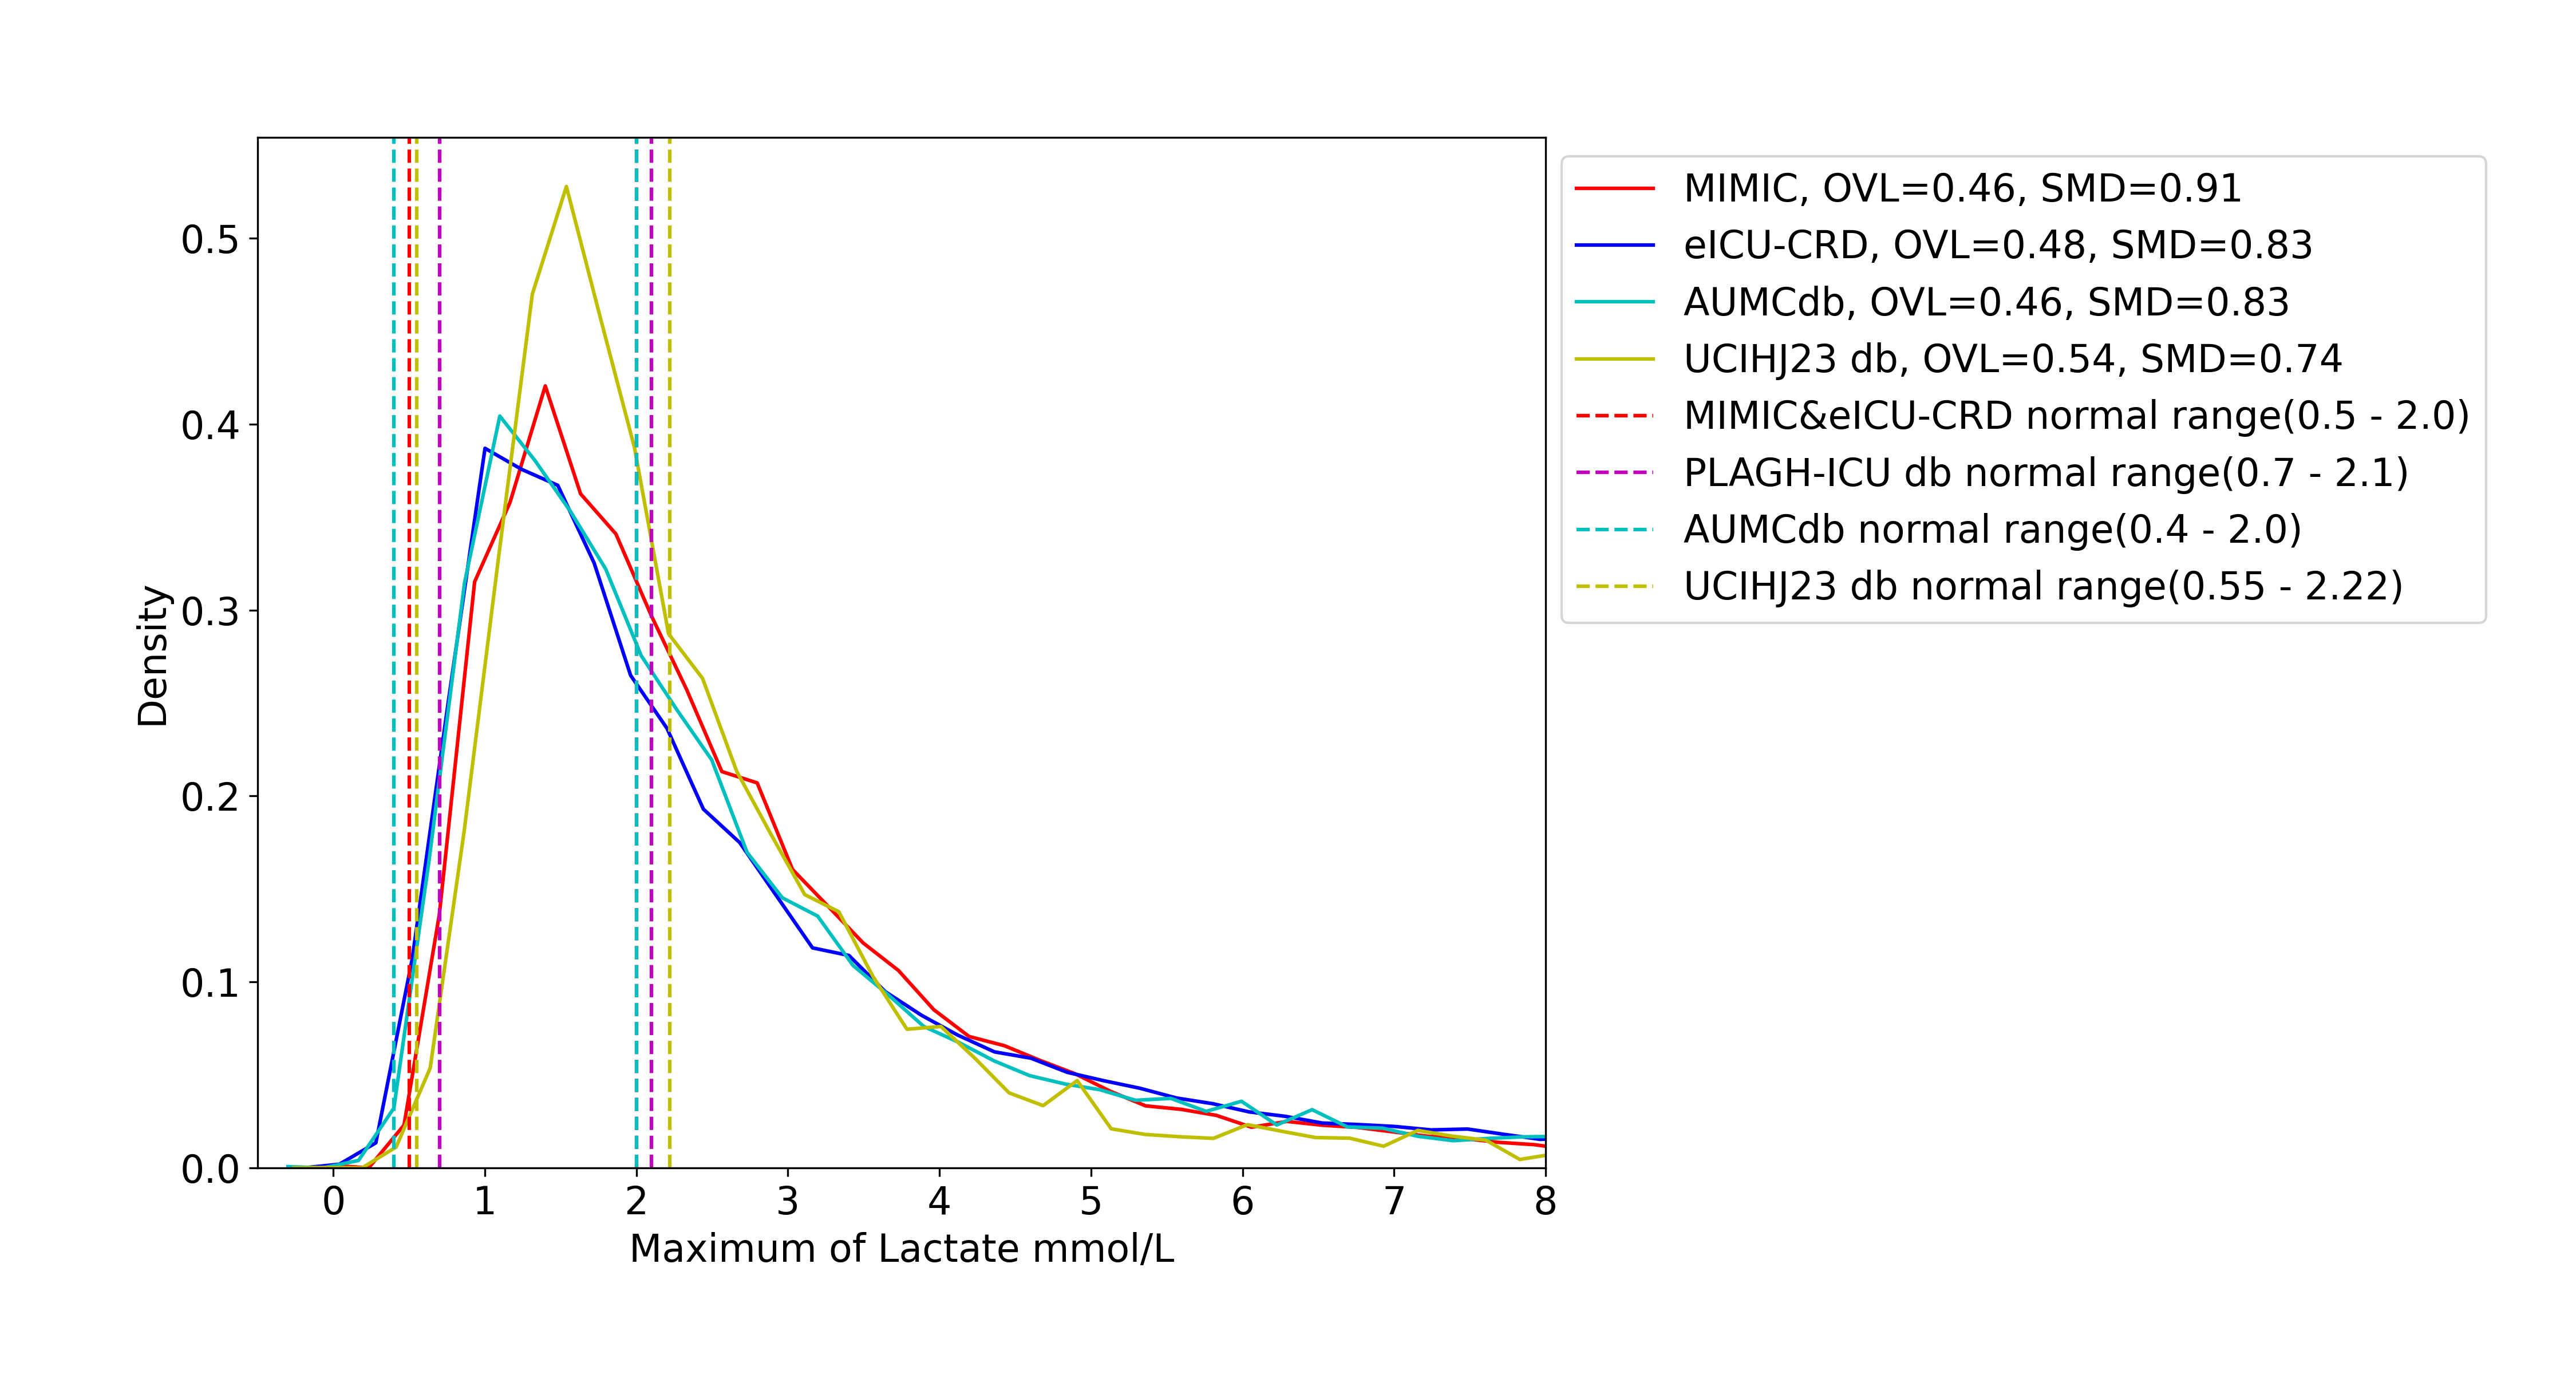 MIMIC, OVL=0.46, SMD=0.91
eICU-CRD, OVL=0.48, SMD=0.83
AUMCdb, OVL=0.46, SMD=0.83
UCIHJ23 db, OVL=0.54, SMD=0.74
MIMIC&eICU-CRD normal range(0.5 - 2.0)
PLAGH-ICU db normal range(0.7 - 2.1)
AUMCdb normal range(0.4 - 2.0)
UCIHJ23 db normal range(0.55 - 2.22)
Density
0.5
0.4
0.3
0.2
0.1
0.0
0 1 2 3 4 5 6 7 8
Maximum of Lactate mmol/L